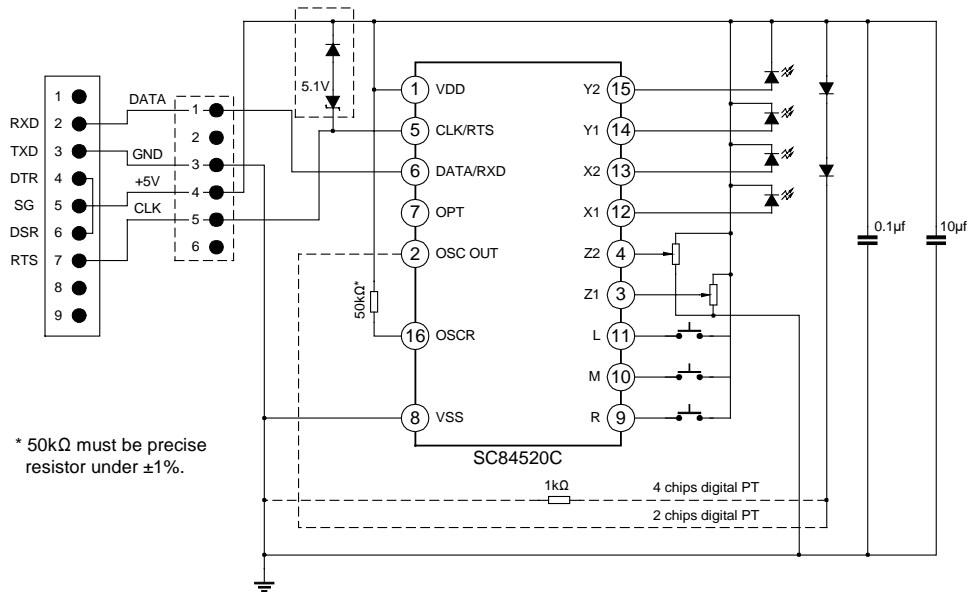 1
RXD 2
TXD 3
DTR 4
SG 5
DSR 6
RTS 7
8
9
DATA
GND
+5V
CLK
1
2
3
4
5
6
5.1V
50kΩ*
1 VDD
5 CLK/RTS
6 DATA/RXD
7 OPT
2 OSC OUT
16 OSCR
8 VSS
Y2 15
Y1 14
X2 13
X1 12
Z2 4
Z1 3
L 11
M 10
R 9
SC84520C
0.1µf
10µf
* 50kΩ must be precise
resistor under ±1%.
1kΩ
4 chips digital PT
2 chips digital PT